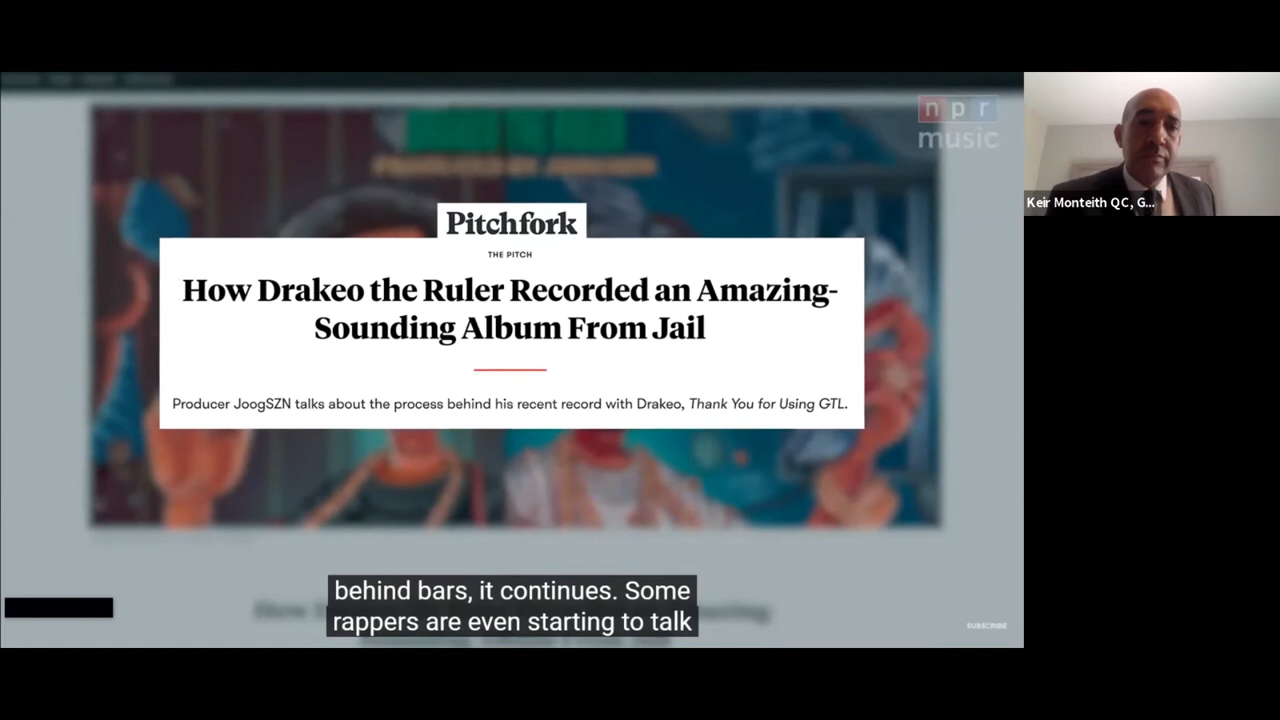 npr
music
Pitchfork
THE PITCH
How Drakeo the Ruler Recorded an Amazing-
Sounding Album From Jail
Producer JoogSZN talks about the process behind his recent record with Drakeo, Thank You for Using GTL.
behind bars, it continues. Some
rappers are even starting to talk
SUBSCRIBE
Keir Monteith QC, G...